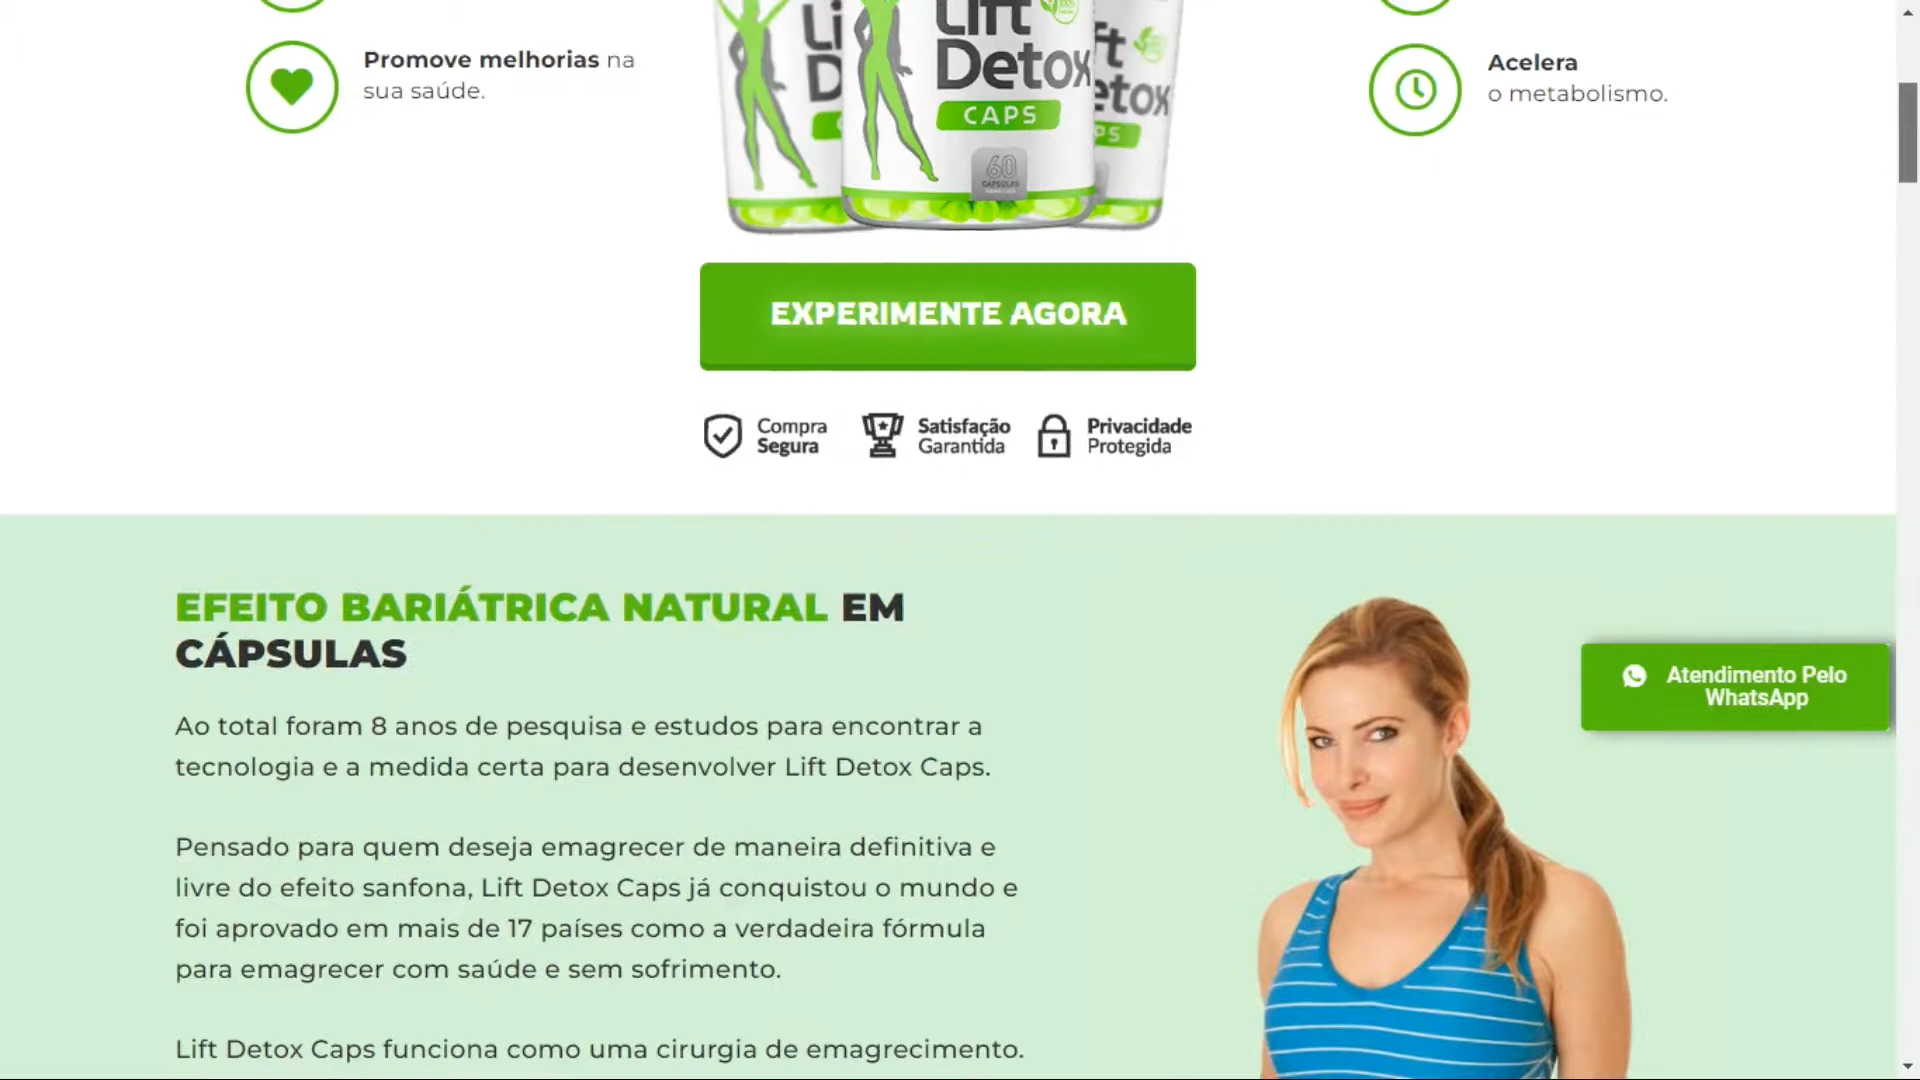 Promove melhorias na
sua saúde.
Lift
Detox
CAPS
60
CÁPSULAS
Acelera
o metabolismo.
EXPERIMENTE AGORA
Compra
Segura
Satisfação
Garantida
Privacidade
Protegida
EFEITO BARIÁTRICA NATURAL EM
CÁPSULAS
Ao total foram 8 anos de pesquisa e estudos para encontrar a
tecnologia e a medida certa para desenvolver Lift Detox Caps.
Pensado para quem deseja emagrecer de maneira definitiva e
livre do efeito sanfona, Lift Detox Caps já conquistou o mundo e
foi aprovado em mais de 17 países como a verdadeira fórmula
para emagrecer com saúde e sem sofrimento.
Lift Detox Caps funciona como uma cirurgia de emagrecimento.
Atendimento Pelo
WhatsApp